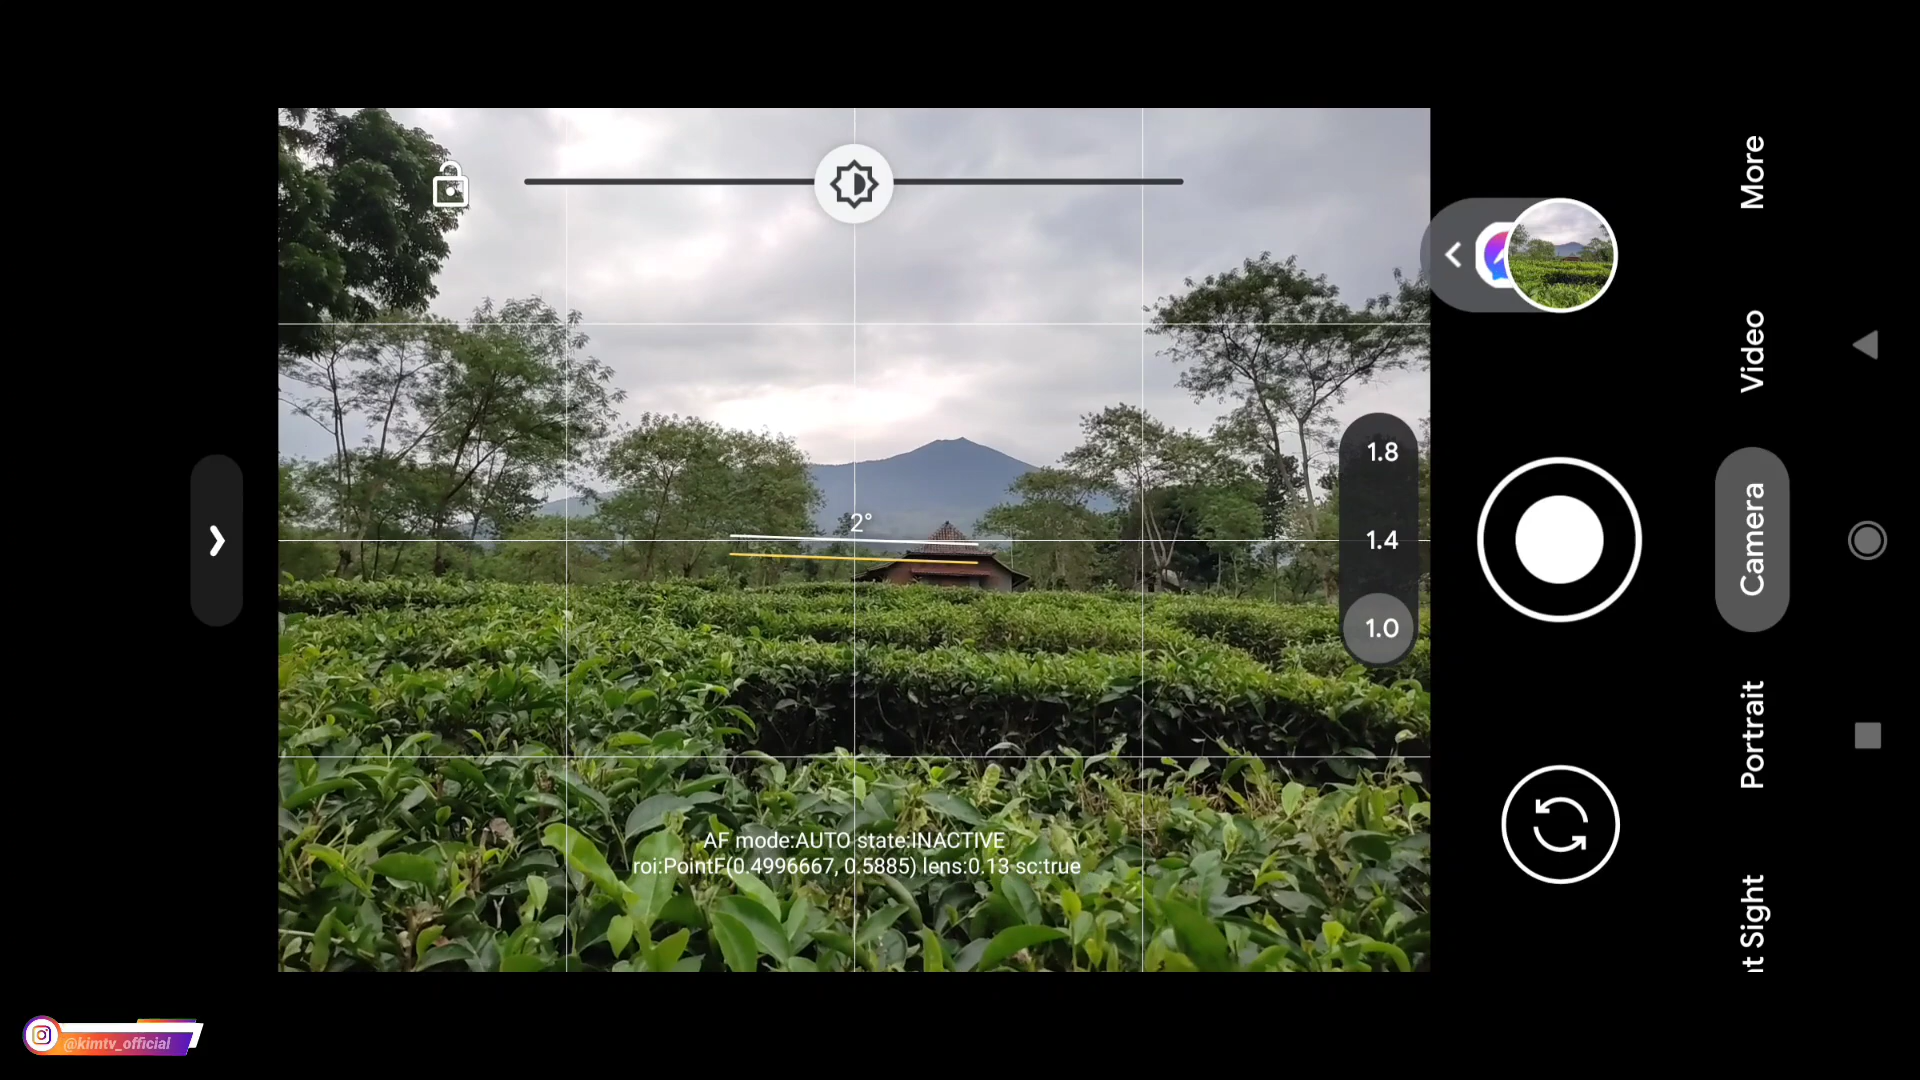 2°
1.8
1.4
1.0
AF mode:AUTO state:INACTIVE
roi:PointF(0.4996667, 0.5885) lens:0.13 sc:true
More
Video
Camera
Portrait
t Sight
@kimtv_official